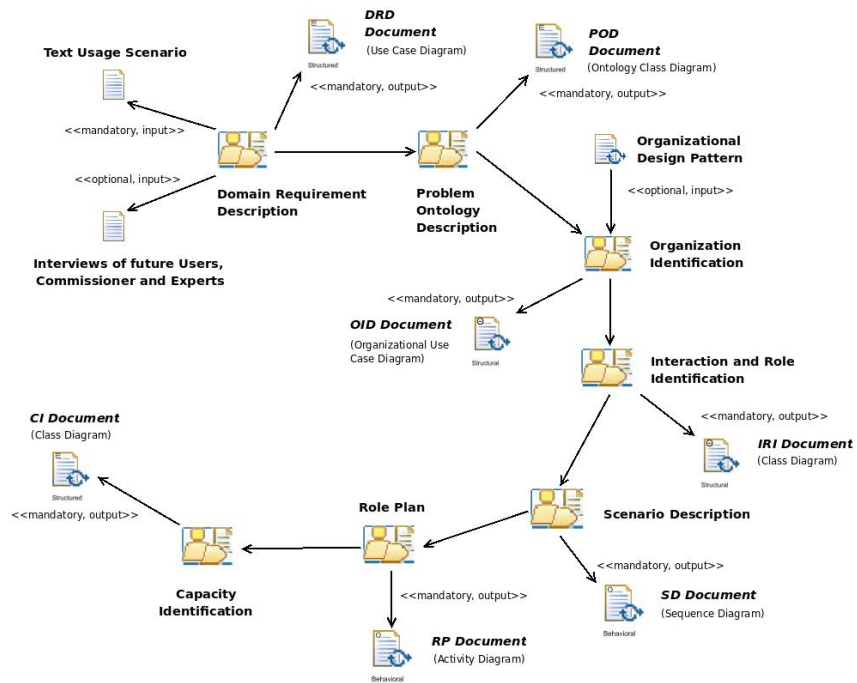 DRD
Document
(Use Case Diagram)
Structured
<<mandatory, output>>
POD
Document
(Ontology Class Diagram)
Structured
<<mandatory, output>>
Text Usage Scenario
<<mandatory, input>>
<<optional, input>>
Domain Requirement
Description
Problem
Ontology
Description
Organizational
Design Pattern
<<optional, input>>
Interviews of future Users,
Commissioner and Experts
Organization
Identification
<<mandatory, output>>
OID Document
(Organizational Use
Case Diagram)
Structural
Interaction and Role
Identification
<<mandatory, output>>
IRI Document
(Class Diagram)
Structural
CI Document
(Class Diagram)
Structured
<<mandatory, output>>
Role Plan
Scenario Description
Capacity
Identification
<<mandatory, output>>
RP Document
(Activity Diagram)
Behavioral
<<mandatory, output>>
SD Document
(Sequence Diagram)
Behavioral